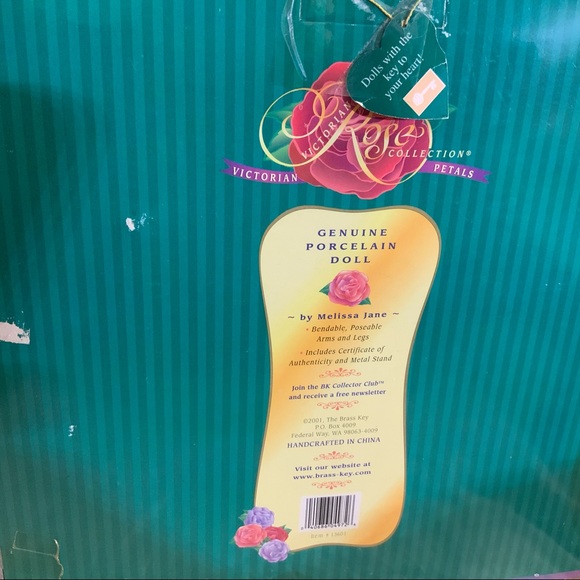 Dolls with the
key to
your heart!
VICTORIAN
Rose
COLLECTION®
VICTORIAN PETALS
GENUINE
PORCELAIN
DOLL
~ by Melissa Jane ~
• Bendable, Poseable
Arms and Legs
• Includes Certificate of
Authenticity and Metal Stand
Join the BK Collector Club™
and receive a free newsletter
©2001, The Brass Key
P.O. Box 4009
Federal Way, WA 98063-4009
HANDCRAFTED IN CHINA
Visit our website at
www.brass-key.com